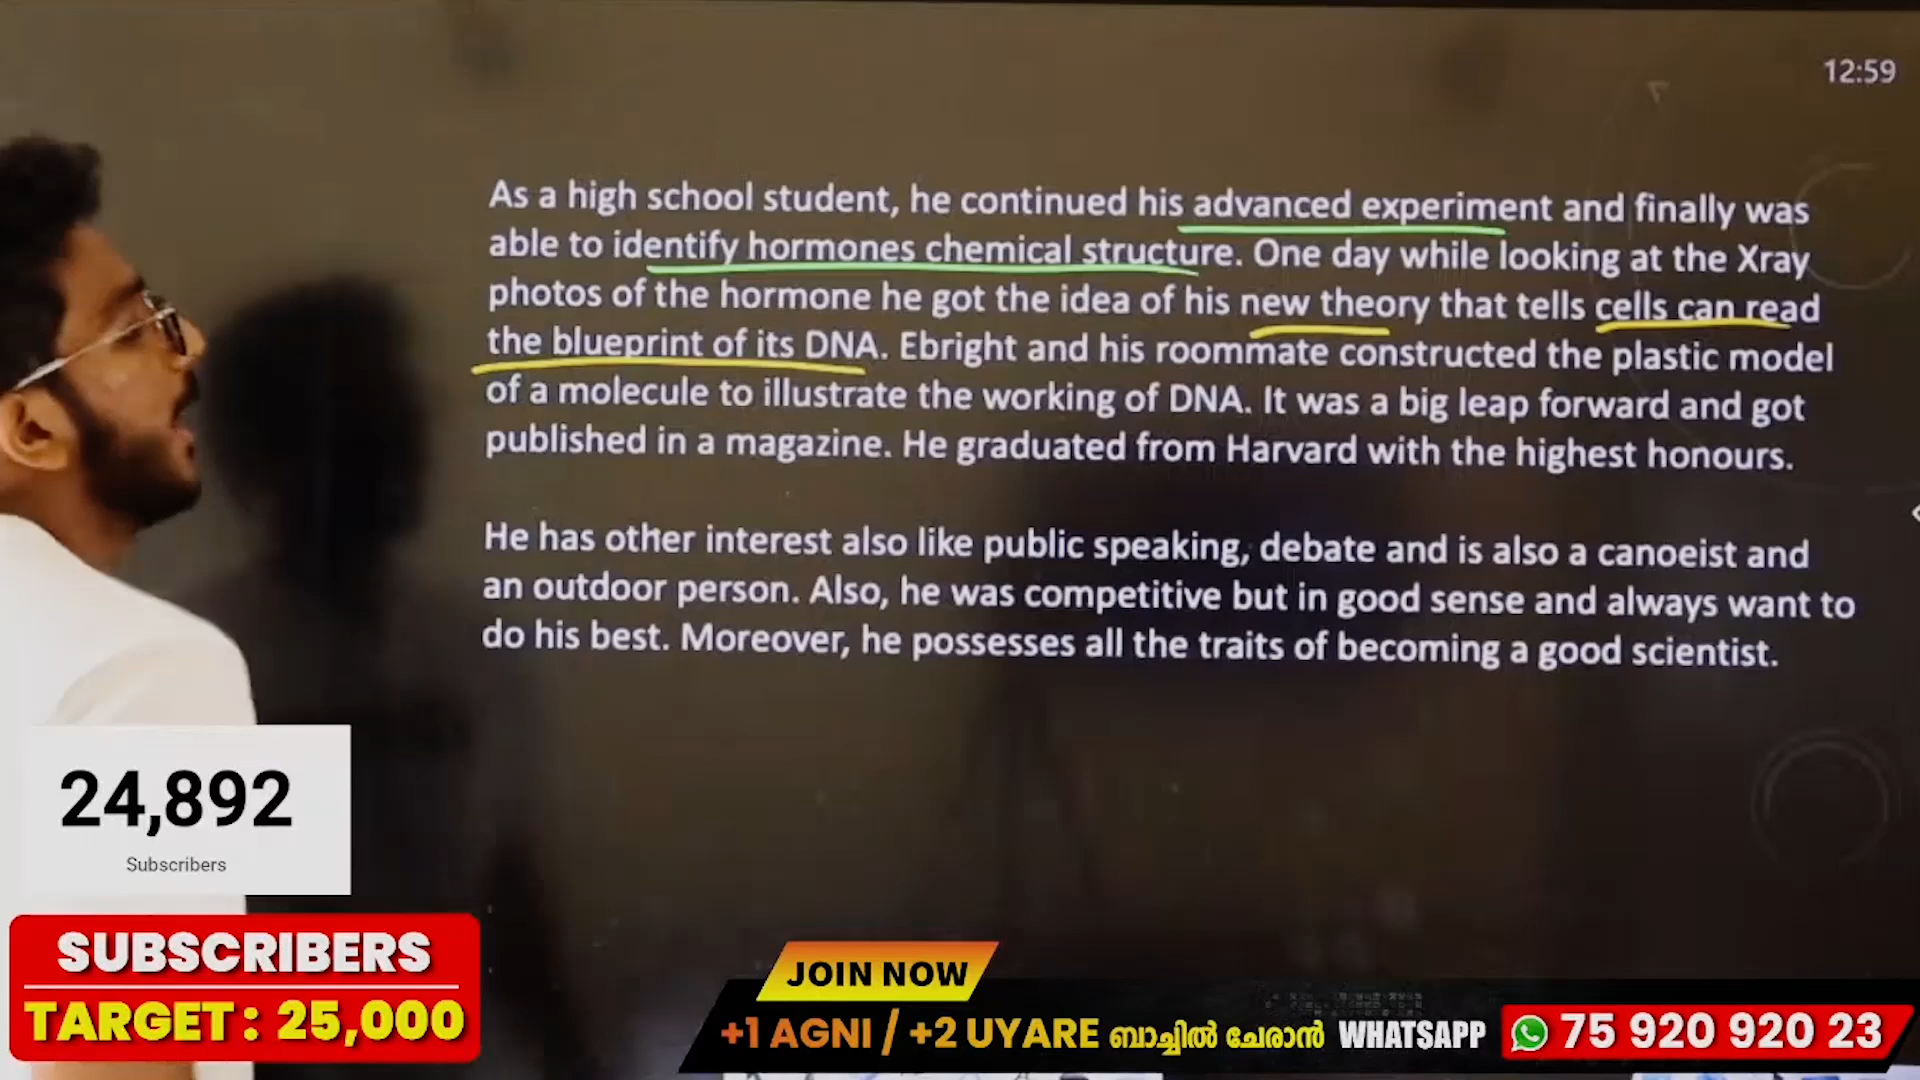 12:59
As a high school student, he continued his advanced experiment and finally was
able to identify hormones chemical structure. One day while looking at the Xray
photos of the hormone he got the idea of his new theory that tells cells can read
the blueprint of its DNA. Ebright and his roommate constructed the plastic model
of a molecule to illustrate the working of DNA. It was a big leap forward and got
published in a magazine. He graduated from Harvard with the highest honours.
He has other interest also like public speaking, debate and is also a canoeist and
an outdoor person. Also, he was competitive but in good sense and always want to
do his best. Moreover, he possesses all the traits of becoming a good scientist.
24,892
Subscribers
SUBSCRIBERS
TARGET : 25,000
JOIN NOW
+1 AGNI / +2 UYARE ബാച്ചിൽ ചേരാൻ WHATSAPP 75 920 920 23